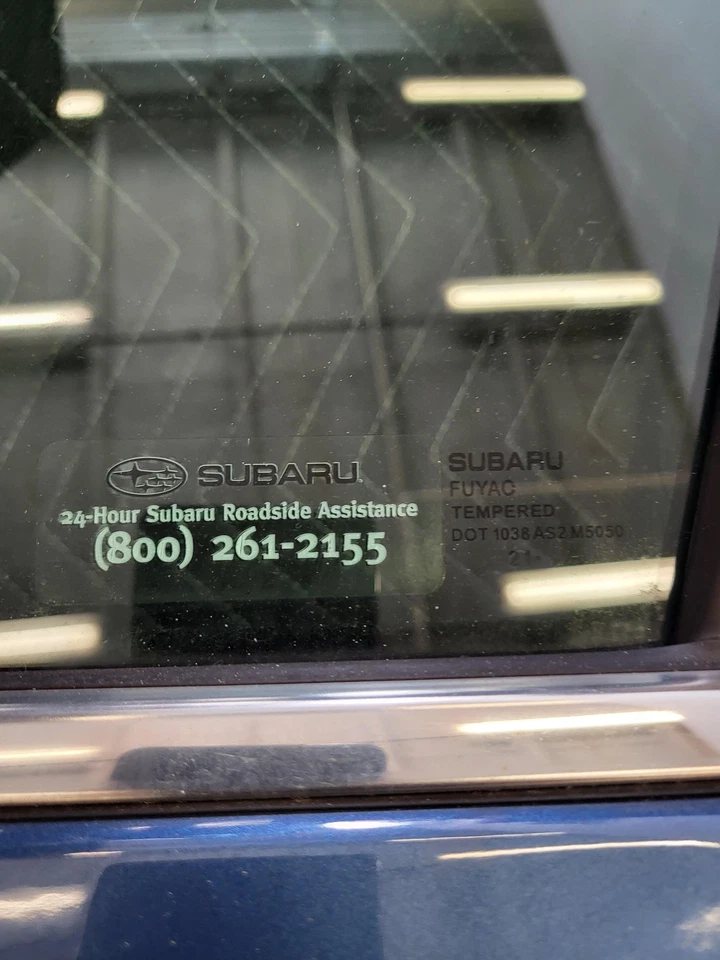 SUBARU
24-Hour Subaru Roadside Assistance
(800) 261-2155
SUBARU
FUYAO
TEMPERED
DOT 1038 AS2 M5050
21